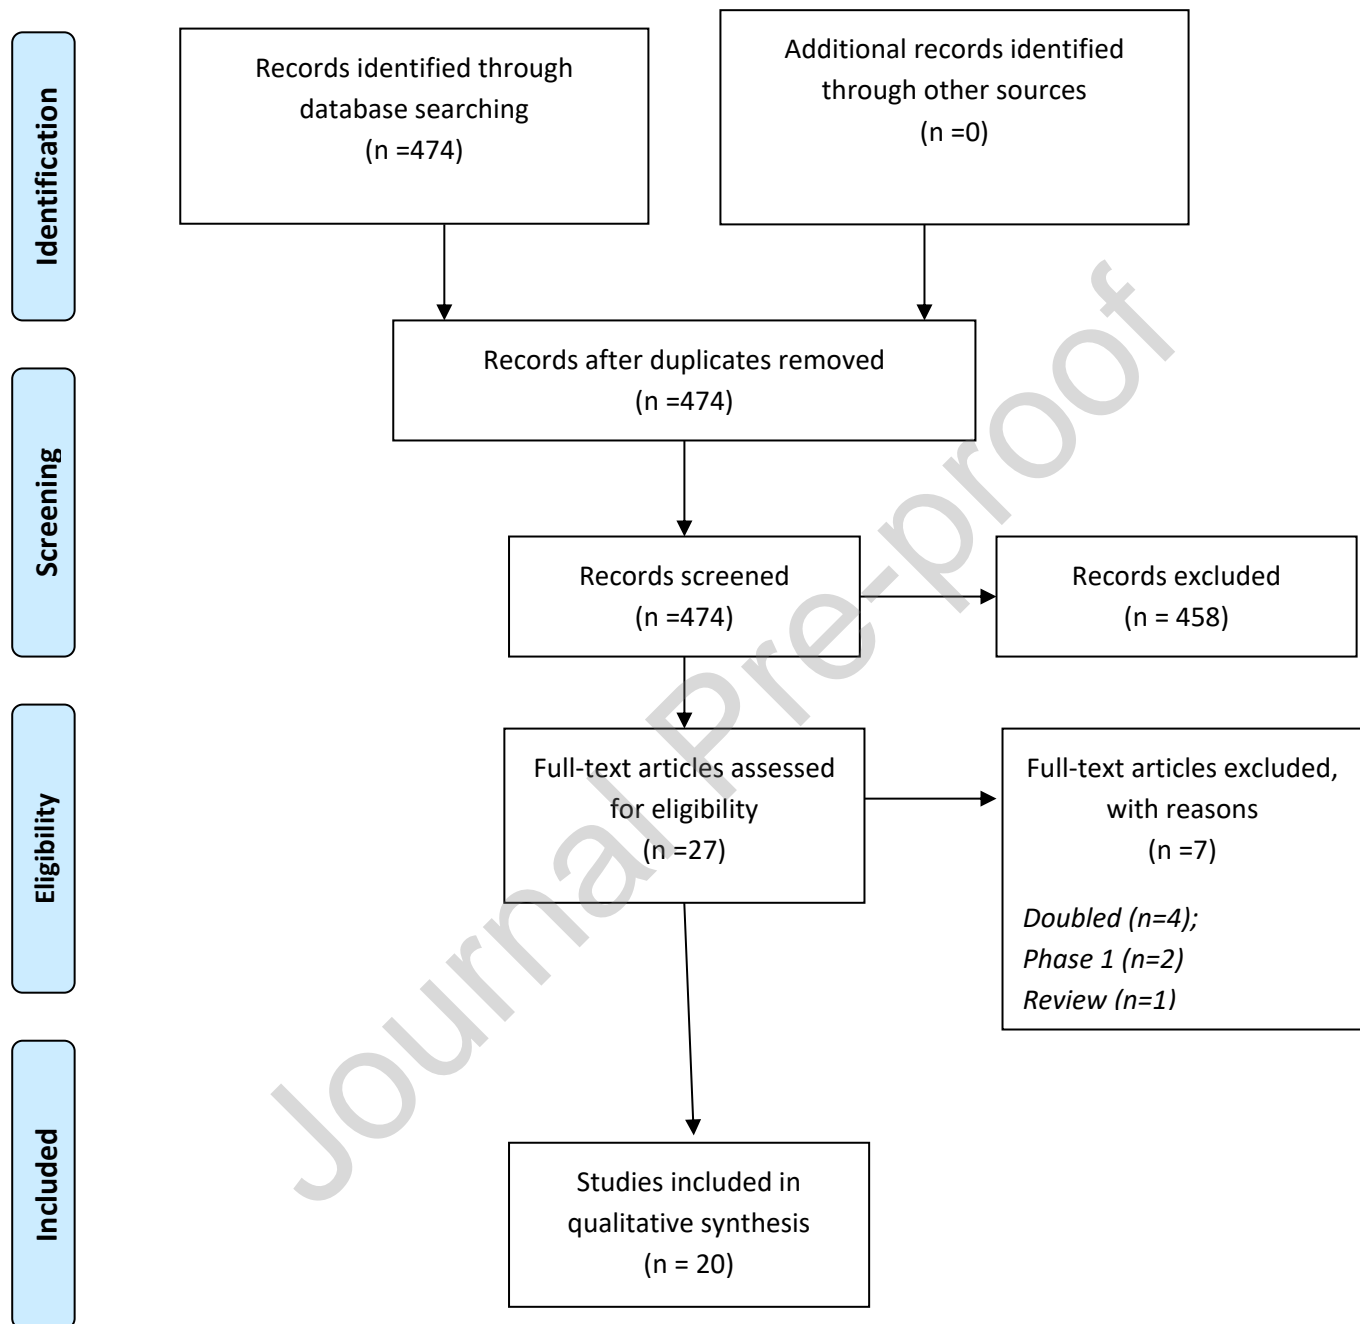 Identification
Records identified through
database searching
(n =474)
Additional records identified
through other sources
(n =0)
Records after duplicates removed
(n =474)
Screening
Records screened
(n =474)
Records excluded
(n = 458)
Eligibility
Full-text articles assessed
for eligibility
(n =27)
Full-text articles excluded,
with reasons
(n =7)
Doubled (n=4);
Phase 1 (n=2)
Review (n=1)
Included
Studies included in
qualitative synthesis
(n = 20)
Journal Pre-proof